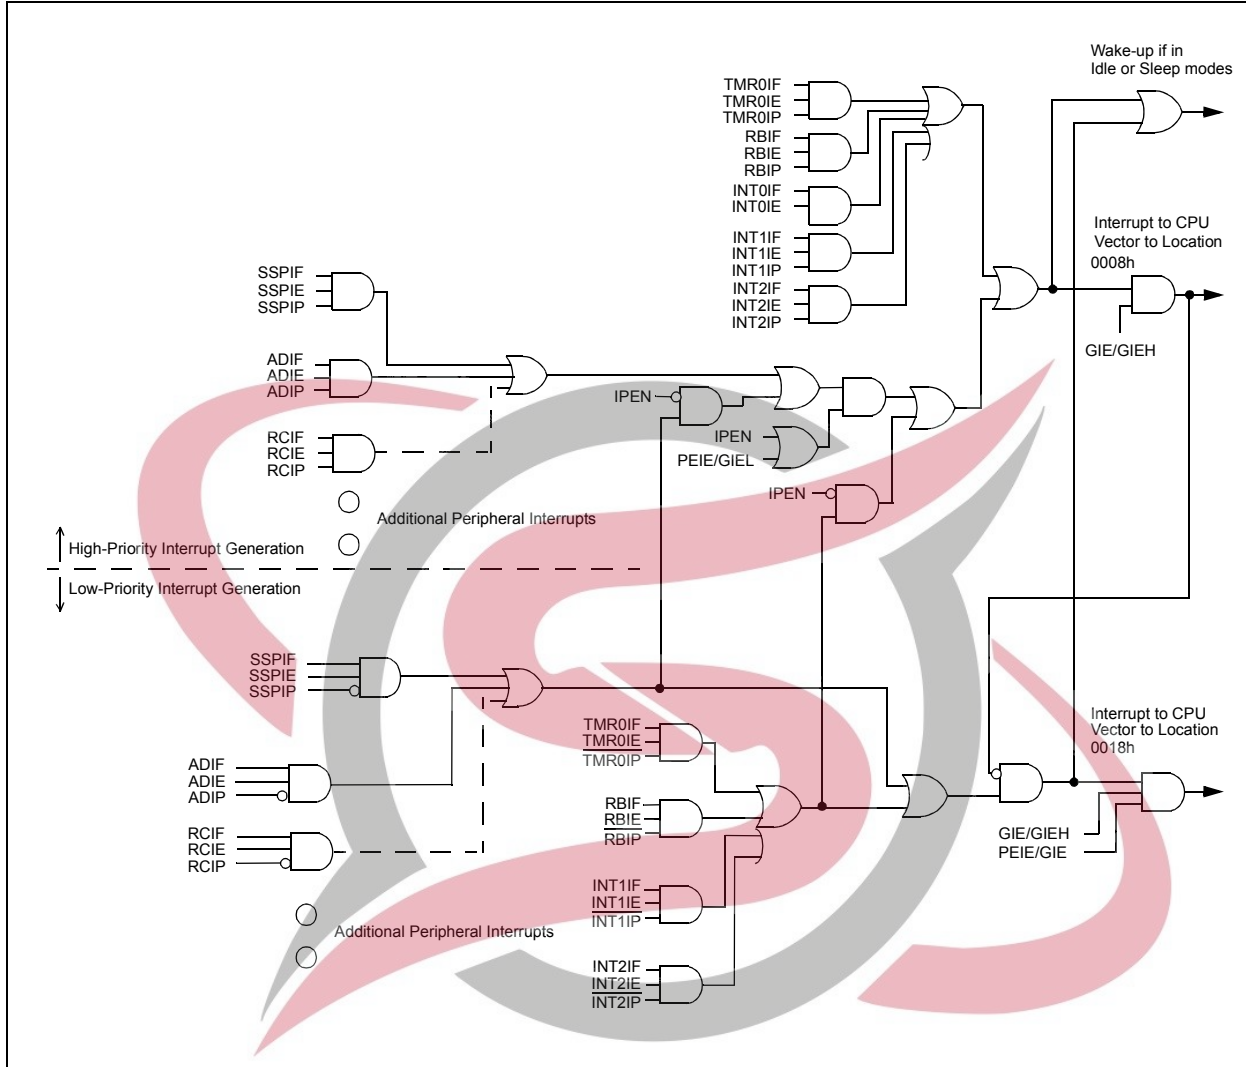 Wake-up if in
Idle or Sleep modes
TMR0IF
TMR0IE
TMR0IP
RBIF
RBIE
RBIP
INT0IF
INT0IE
INT1IF
INT1IE
INT1IP
INT2IF
INT2IE
INT2IP
Interrupt to CPU
Vector to Location
0008h
GIE/GIEH
SSPIF
SSPIE
SSPIP
ADIF
ADIE
ADIP
RCIF
RCIE
RCIP
IPEN
IPEN
PEIE/GIEL
IPEN
Additional Peripheral Interrupts
High-Priority Interrupt Generation
Low-Priority Interrupt Generation
SSPIF
SSPIE
SSPIP
ADIF
ADIE
ADIP
RCIF
RCIE
RCIP
Additional Peripheral Interrupts
TMR0IF
TMR0IE
TMR0IP
RBIF
RBIE
RBIP
INT1IF
INT1IE
INT1IP
INT2IF
INT2IE
INT2IP
Interrupt to CPU
Vector to Location
0018h
GIE/GIEH
PEIE/GIE